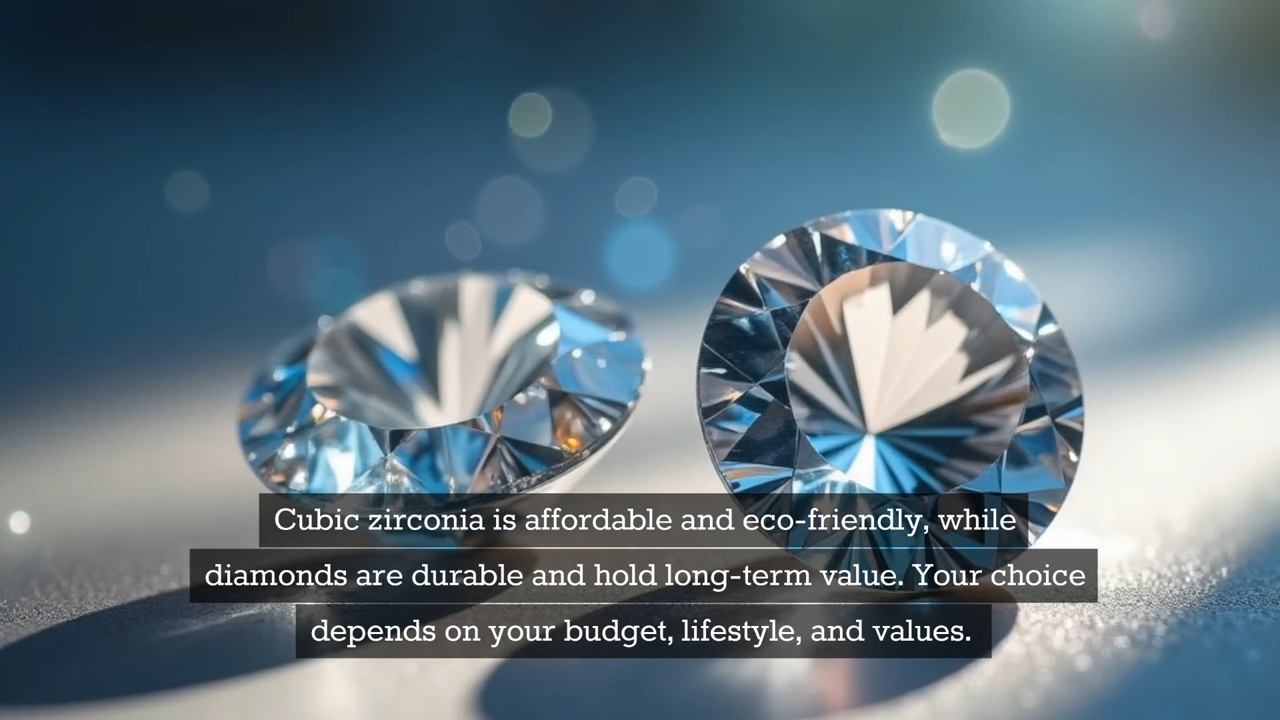 Cubic zirconia is affordable and eco-friendly, while
diamonds are durable and hold long-term value. Your choice
depends on your budget, lifestyle, and values.